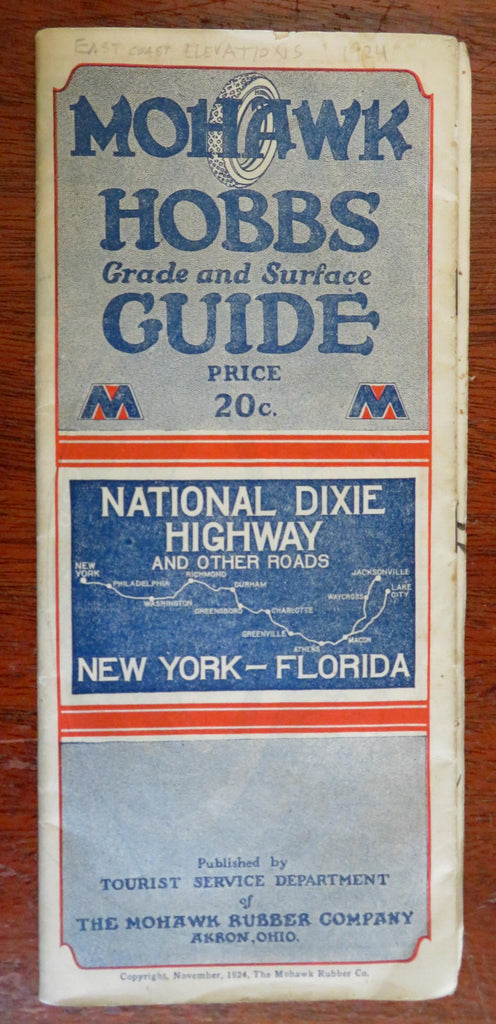 EAST COAST ELEVATIONS 1924
MOHAWK
HOBBS
Grade and Surface
GUIDE
PRICE
20c.
M M
NATIONAL DIXIE
HIGHWAY
AND OTHER ROADS
NEW YORK
PHILADELPHIA
WASHINGTON
RICHMOND
DURHAM
GREENSBORO
CHARLOTTE
GREENVILLE
ATHENS
MACON
WAYCROSS
JACKSONVILLE
LAKE CITY
NEW YORK – FLORIDA
Published by
TOURIST SERVICE DEPARTMENT
of
THE MOHAWK RUBBER COMPANY
AKRON, OHIO.
Copyright, November, 1924, The Mohawk Rubber Co.